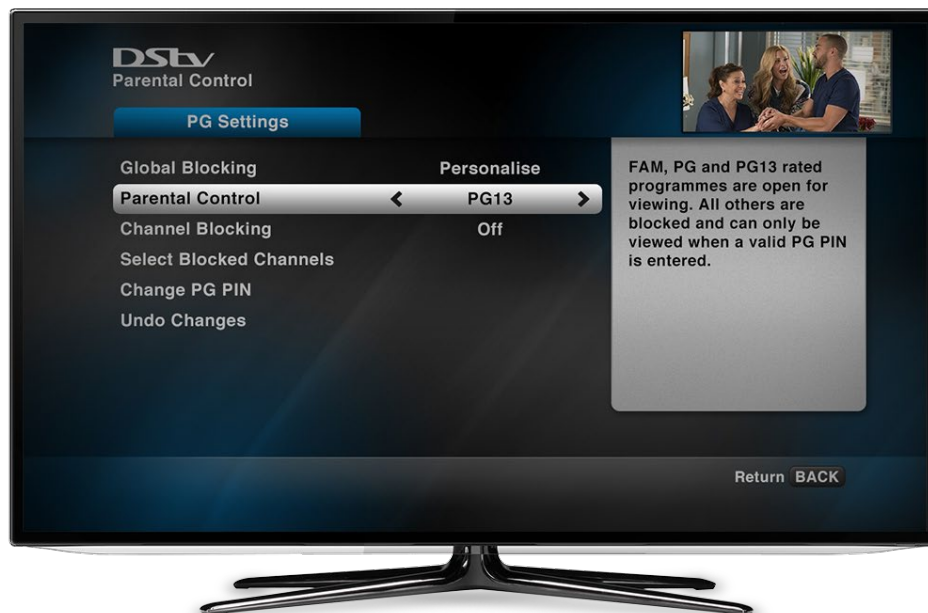 DStv
Parental Control
PG Settings
Global Blocking Personalise
Parental Control < PG13 >
Channel Blocking Off
Select Blocked Channels
Change PG PIN
Undo Changes
FAM, PG and PG13 rated
programmes are open for
viewing. All others are
blocked and can only be
viewed when a valid PG PIN
is entered.
Return BACK